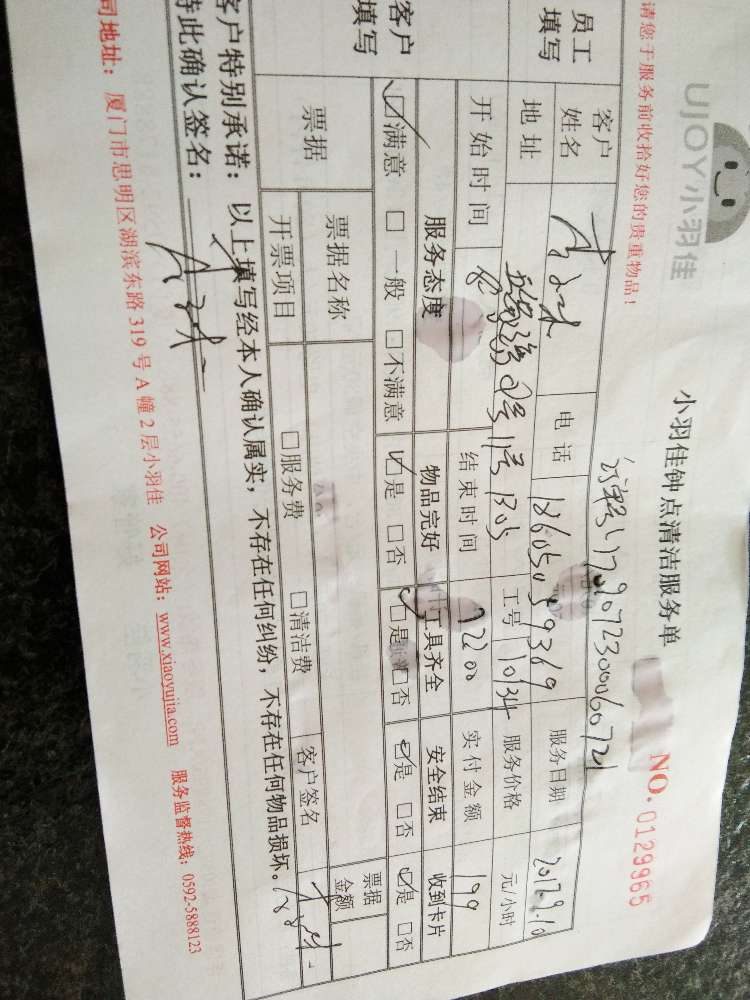 UJOY小羽佳
小羽佳钟点清洁服务单
NO.0129965
请您于服务前收拾好您的贵重物品！
员工填写
客户姓名
电话 18605059369
服务日期 2017.9.10
地址
1305
工号 10134
服务价格 元/小时
开始时间
结束时间 2200
实付金额 199
客户填写
服务态度 物品完好 工具齐全 安全结束 收到卡片
☑满意 □一般 □不满意 ☑是 □否 ☑是 □否 ☑是 □否 ☑是 □否
票据
票据名称
开票项目 □服务费 □清洁费
客户签名
票据金额
客户特别承诺：以上填写经本人确认属实，不存在任何纠纷，不存在任何物品损坏。
特此确认签名：
司地址：厦门市思明区湖滨东路319号A幢2层小羽佳 公司网站：www.xiaoyujia.com 服务监督热线：0592-5888123